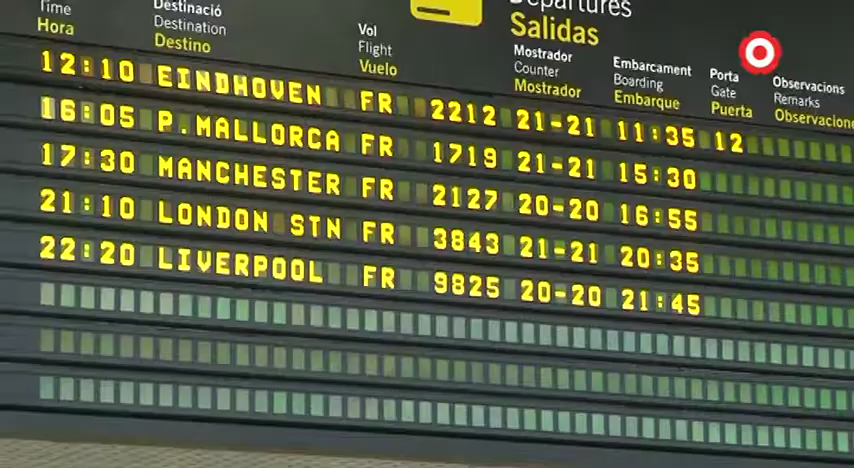 Time
Hora
Destinació
Destination
Destino
Vol
Flight
Vuelo
Departures
Salidas
Mostrador
Counter
Mostrador
Embarcament
Boarding
Embarque
Porta
Gate
Puerta
Observacions
Remarks
Observaciones
12:10 EINDHOVEN FR 2212 21-21 11:35 12
16:05 P.MALLORCA FR 1719 21-21 15:30
17:30 MANCHESTER FR 2127 20-20 16:55
21:10 LONDON STN FR 3843 21-21 20:35
22:20 LIVERPOOL FR 9825 20-20 21:45